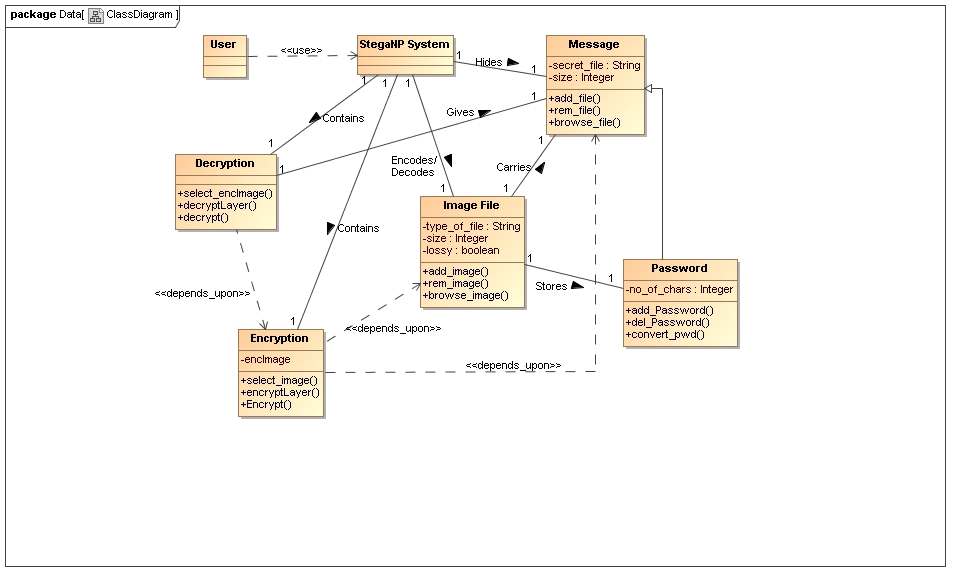 package Data[ ClassDiagram ]
User
<<use>>
StegaNP System
1
Hides
1
Message
-secret_file : String
-size : Integer
+add_file()
+rem_file()
+browse_file()
1
1
1
Contains
Gives
1
1
1
Decryption
+select_encImage()
+decryptLayer()
+decrypt()
1
Encodes/
Decodes
1
Carries
1
1
Image File
-type_of_file : String
-size : Integer
-lossy : boolean
+add_image()
+rem_image()
+browse_image()
Contains
1
1
Stores
1
Password
-no_of_chars : Integer
+add_Password()
+del_Password()
+convert_pwd()
<<depends_upon>>
<<depends_upon>>
<<depends_upon>>
Encryption
-encImage
+select_image()
+encryptLayer()
+Encrypt()